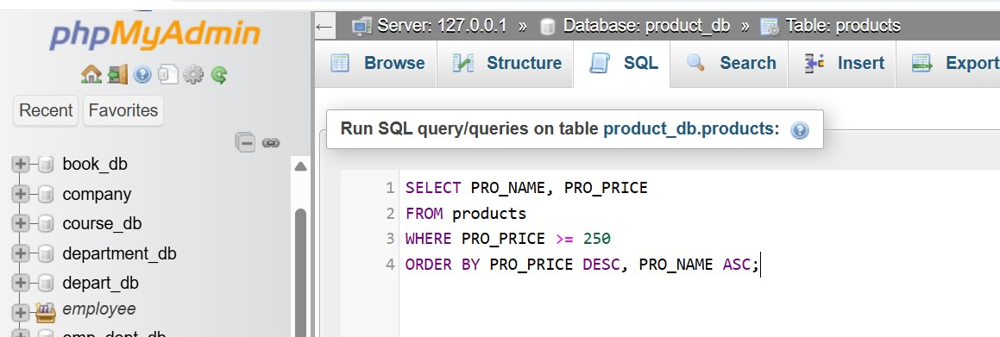 phpMyAdmin
Recent Favorites
book_db
company
course_db
department_db
depart_db
employee
Server: 127.0.0.1 » Database: product_db » Table: products
Browse Structure SQL Search Insert Export
Run SQL query/queries on table product_db.products:
1 SELECT PRO_NAME, PRO_PRICE
2 FROM products
3 WHERE PRO_PRICE >= 250
4 ORDER BY PRO_PRICE DESC, PRO_NAME ASC;